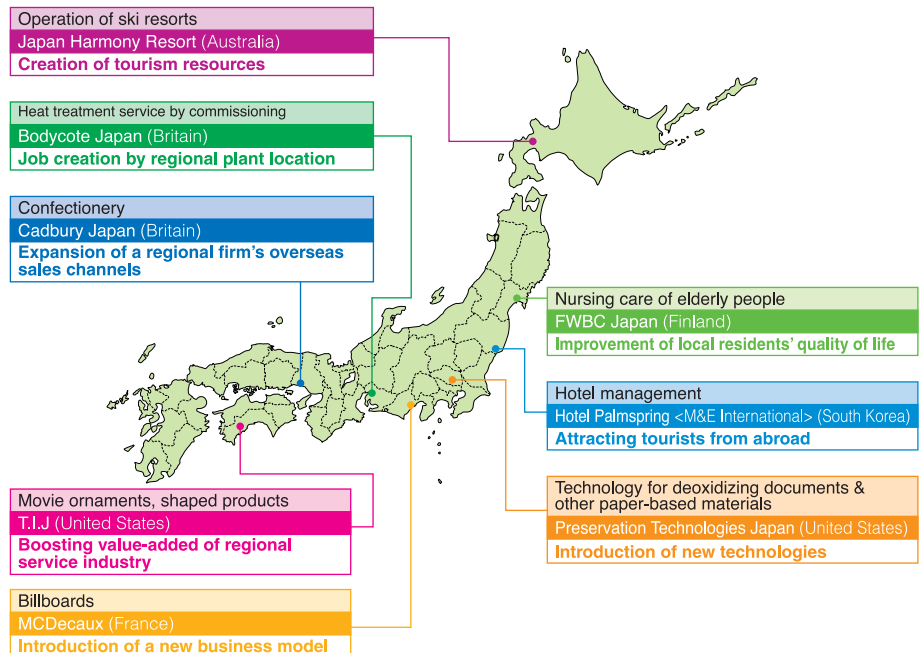 Operation of ski resorts
Japan Harmony Resort (Australia)
Creation of tourism resources
Heat treatment service by commissioning
Bodycote Japan (Britain)
Job creation by regional plant location
Confectionery
Cadbury Japan (Britain)
Expansion of a regional firm's overseas
sales channels
Nursing care of elderly people
FWBC Japan (Finland)
Improvement of local residents' quality of life
Hotel management
Hotel Palmspring <M&E International> (South Korea)
Attracting tourists from abroad
Technology for deoxidizing documents &
other paper-based materials
Preservation Technologies Japan (United States)
Introduction of new technologies
Movie ornaments, shaped products
T.I.J (United States)
Boosting value-added of regional
service industry
Billboards
MCDecaux (France)
Introduction of a new business model